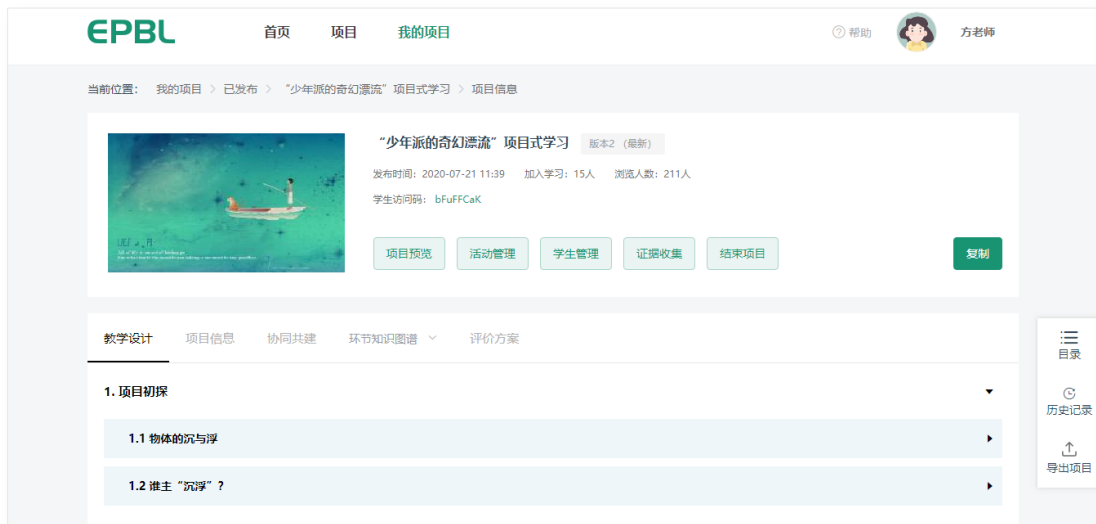 EPBL 首页 项目 我的项目 帮助 方老师
当前位置: 我的项目 > 已发布 > “少年派的奇幻漂流”项目式学习 > 项目信息
“少年派的奇幻漂流”项目式学习 版本2 (最新)
发布时间: 2020-07-21 11:39 加入学习: 15人 浏览人数: 211人
学生访问码: bFuFFCaK
项目预览 活动管理 学生管理 证据收集 结束项目 复制
教学设计 项目信息 协同共建 环节知识图谱 评价方案
1. 项目初探
1.1 物体的沉与浮
1.2 谁主“沉浮”?
目录
历史记录
导出项目